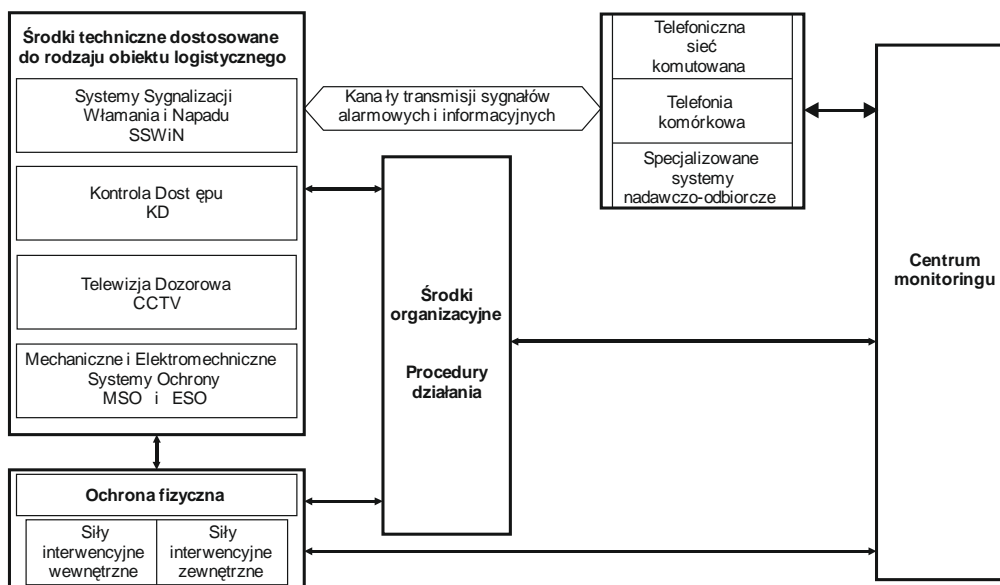 Środki techniczne dostosowane
do rodzaju obiektu logistycznego
Systemy Sygnalizacji
Włamania i Napadu
SSWiN
Kontrola Dost ępu
KD
Telewizja Dozorowa
CCTV
Mechaniczne i Elektromechniczne
Systemy Ochrony
MSO i ESO
Kana ły transmisji sygnałów
alarmowych i informacyjnych
Telefoniczna
sieć
komutowana
Telefonia
komórkowa
Specjalizowane
systemy
nadawczo-odbiorcze
Środki
organizacyjne
Procedury
działania
Centrum
monitoringu
Ochrona fizyczna
Siły
interwencyjne
wewnętrzne
Siły
interwencyjne
zewnętrzne